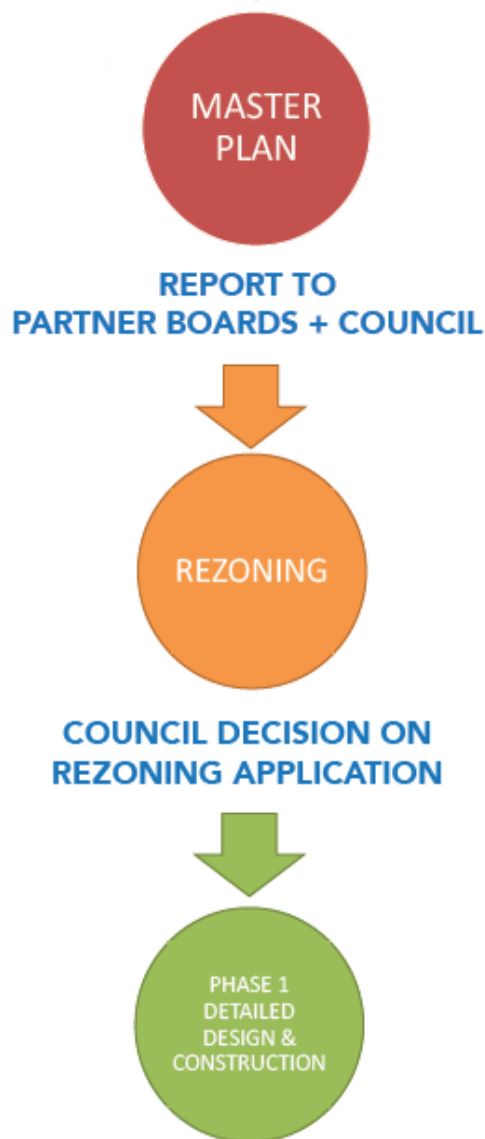 MASTER
PLAN
REPORT TO
PARTNER BOARDS + COUNCIL
REZONING
COUNCIL DECISION ON
REZONING APPLICATION
PHASE 1
DETAILED
DESIGN &
CONSTRUCTION